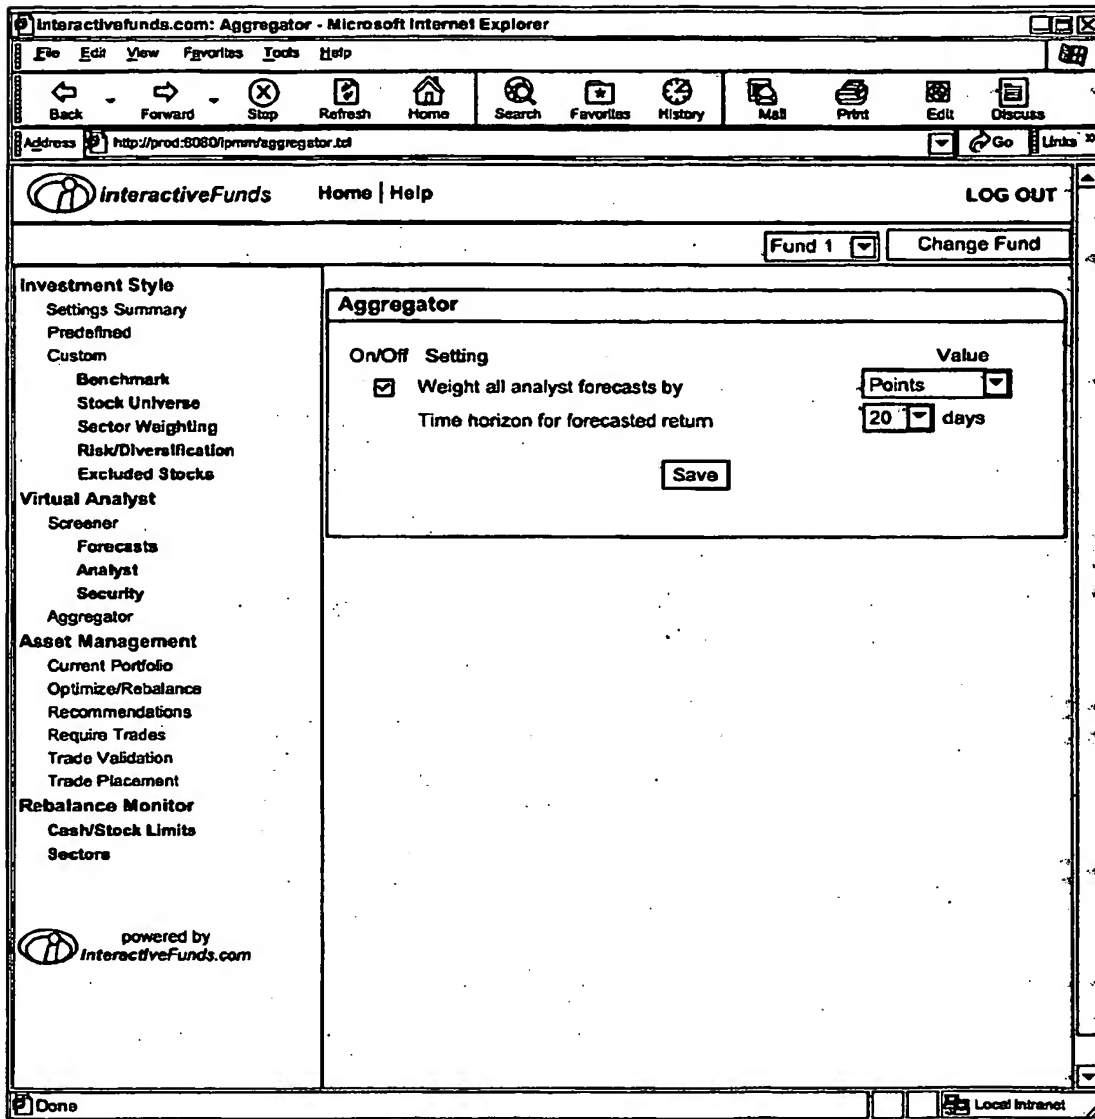 Interactivefunds.com: Aggregator - Microsoft Internet Explorer
File Edit View Favorites Tools Help
Back Forward Stop Refresh Home Search Favorites History Mail Print Edit Discuss
Address http://prod:8080/ipmm/aggregator.tcl Go Links »
interactiveFunds Home | Help LOG OUT
Fund 1 Change Fund
Investment Style
Settings Summary
Predefined
Custom
Benchmark
Stock Universe
Sector Weighting
Risk/Diversification
Excluded Stocks
Virtual Analyst
Screener
Forecasts
Analyst
Security
Aggregator
Asset Management
Current Portfolio
Optimize/Rebalance
Recommendations
Require Trades
Trade Validation
Trade Placement
Rebalance Monitor
Cash/Stock Limits
Sectors
powered by
InteractiveFunds.com
Aggregator
On/Off Setting Value
Weight all analyst forecasts by Points
Time horizon for forecasted return 20 days
Save
Done Local intranet